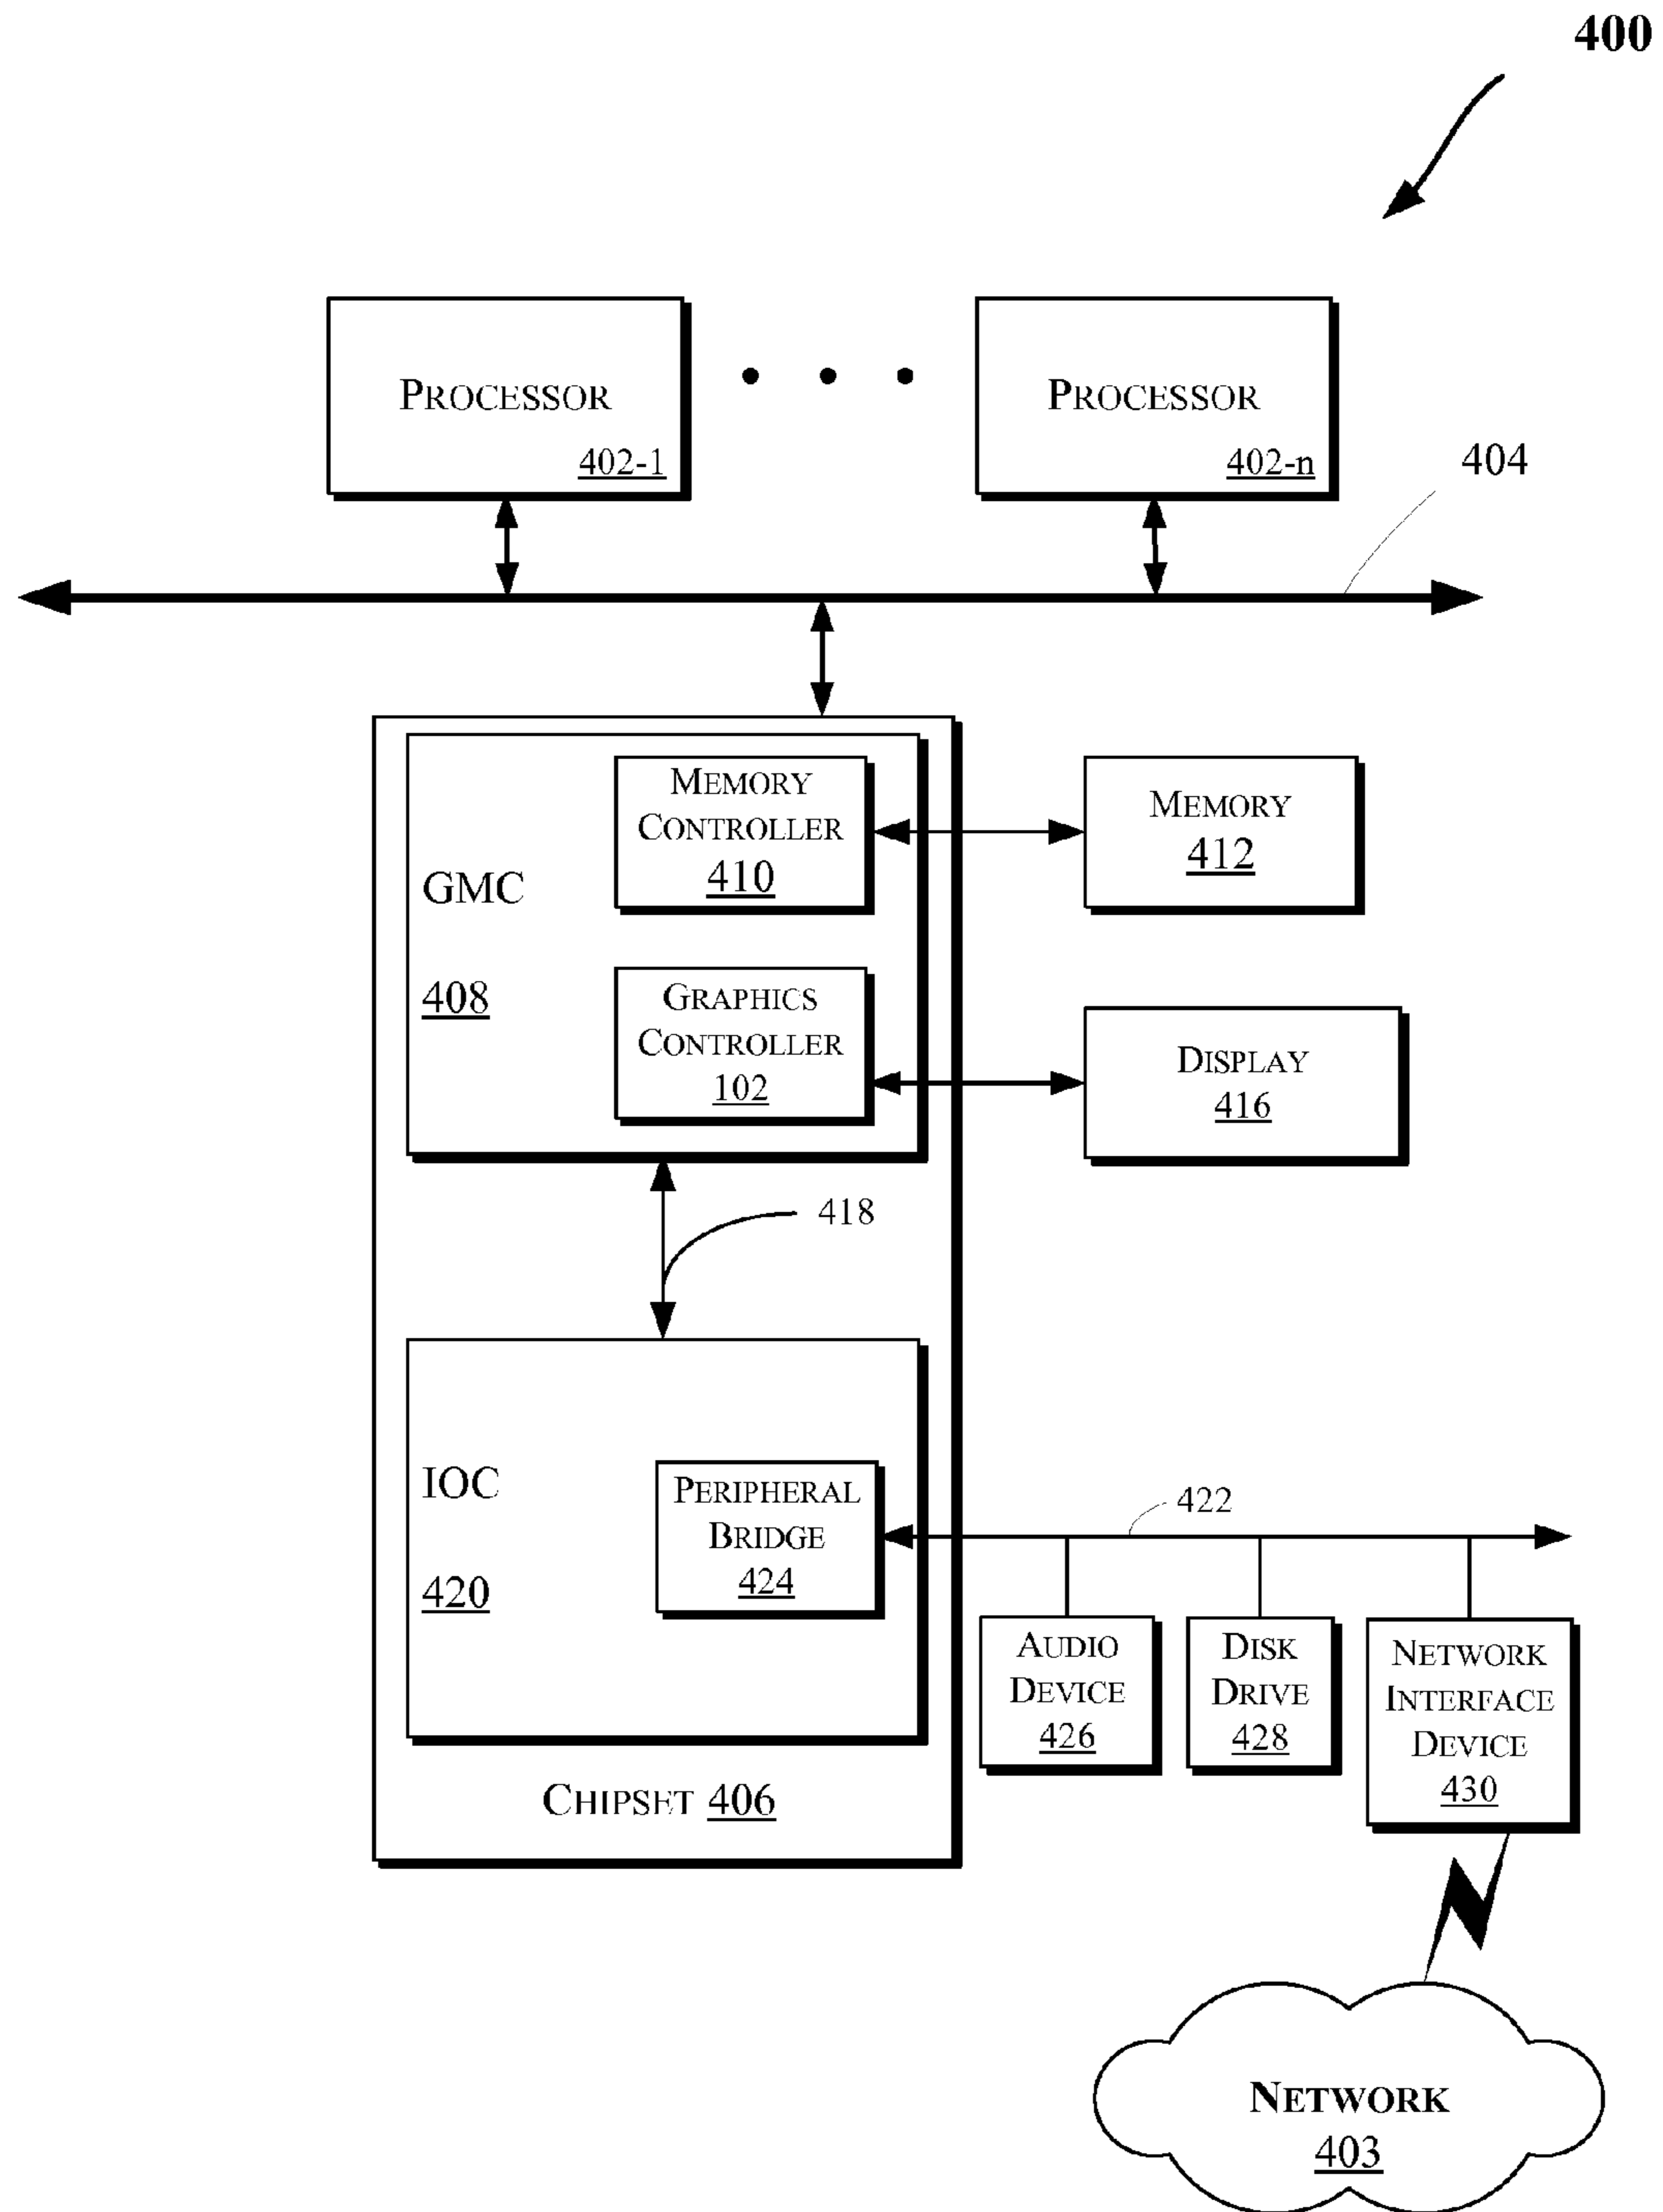 400
PROCESSOR
402-1
PROCESSOR
402-n
404
MEMORY
CONTROLLER
410
GMC
408
GRAPHICS
CONTROLLER
102
MEMORY
412
DISPLAY
416
418
IOC
420
PERIPHERAL
BRIDGE
424
422
AUDIO
DEVICE
426
DISK
DRIVE
428
NETWORK
INTERFACE
DEVICE
430
CHIPSET 406
NETWORK
403